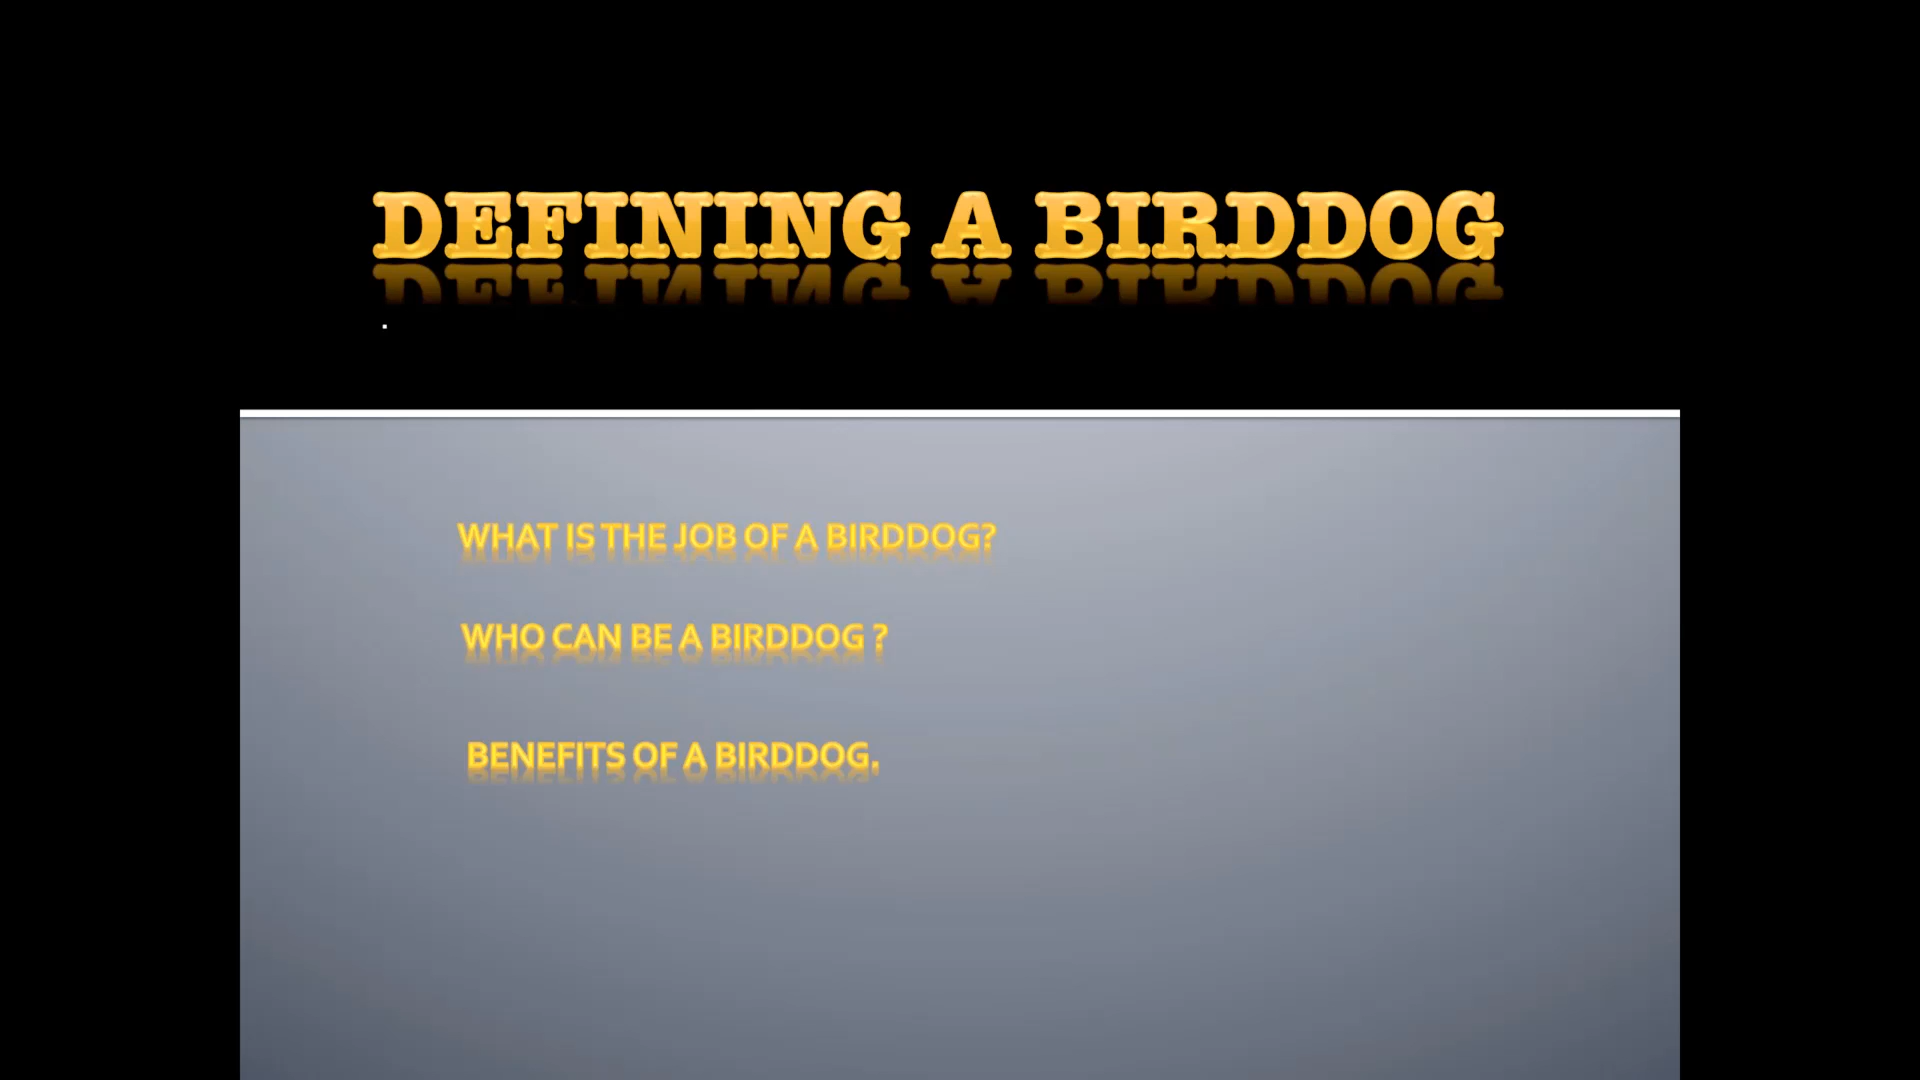 DEFINING A BIRDDOG
.
WHAT IS THE JOB OF A BIRDDOG?
WHO CAN BE A BIRDDOG ?
BENEFITS OF A BIRDDOG.